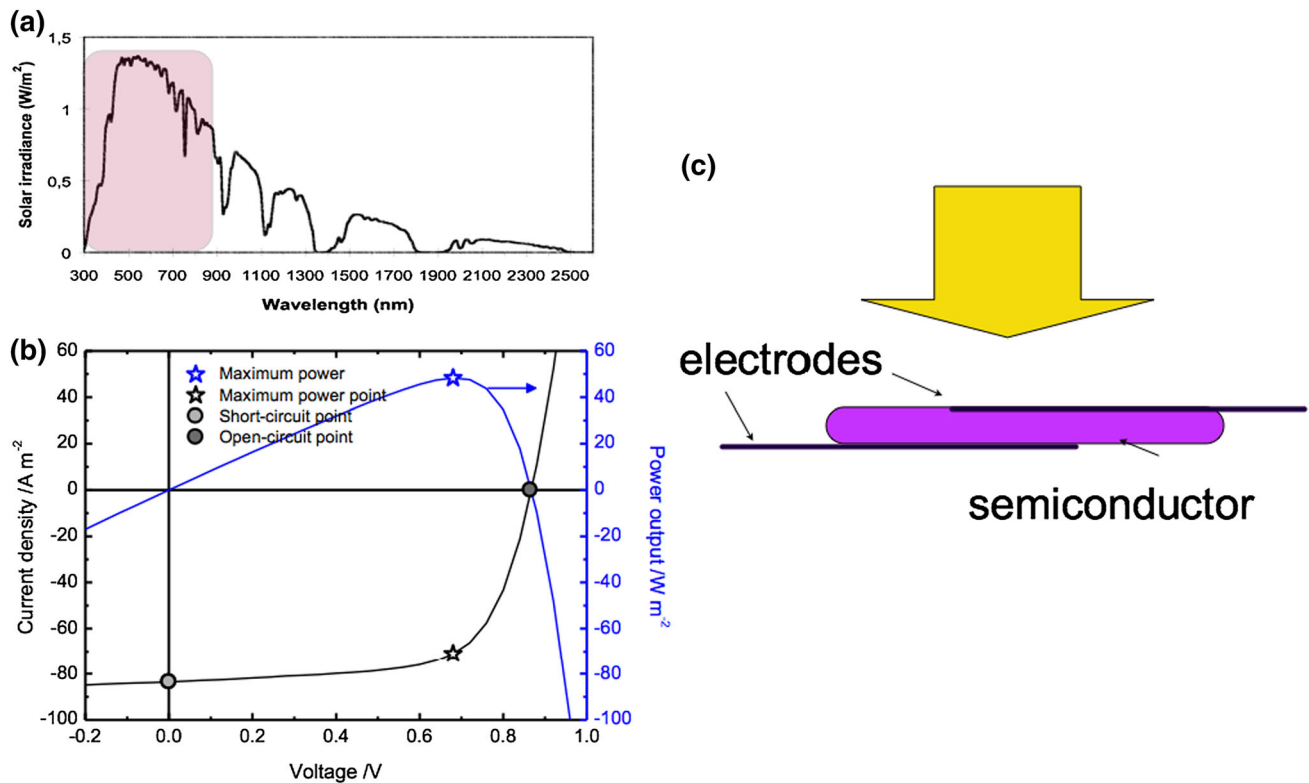 (a)
Solar irradiance (W/m²)
1,5
1
0,5
0
300 500 700 900 1100 1300 1500 1700 1900 2100 2300 2500
Wavelength (nm)
(b)
Current density /A m⁻²
60
40
20
0
-20
-40
-60
-80
-100
Maximum power
Maximum power point
Short-circuit point
Open-circuit point
60
40
20
0
-20
-40
-60
-80
-100
Power output /W m⁻²
-0.2 0.0 0.2 0.4 0.6 0.8 1.0
Voltage /V
(c)
electrodes
semiconductor